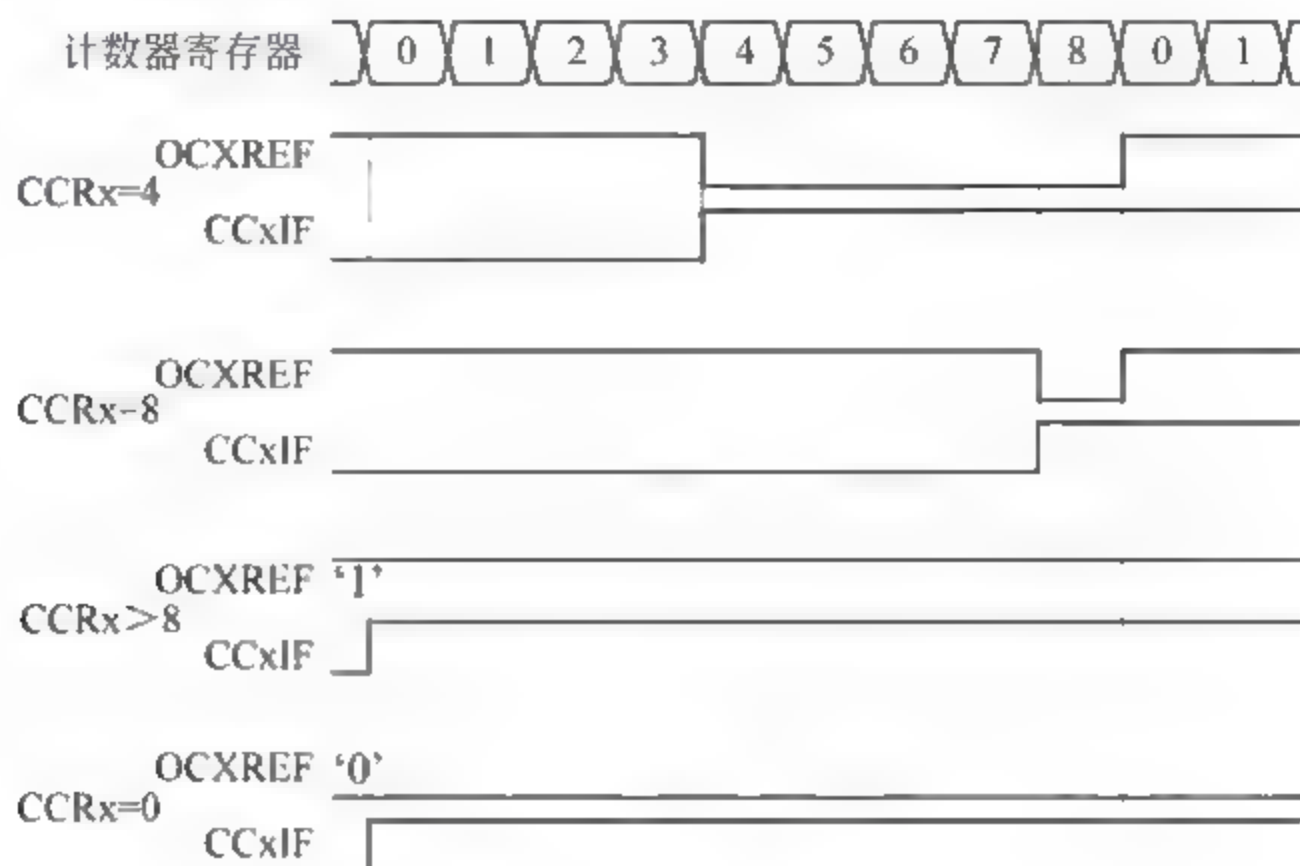 计数器寄存器 0 1 2 3 4 5 6 7 8 0 1
OCXREF
CCRx=4
CCxIF
OCXREF
CCRx-8
CCxIF
OCXREF ‘1’
CCRx>8
CCxIF
OCXREF ‘0’
CCRx=0
CCxIF